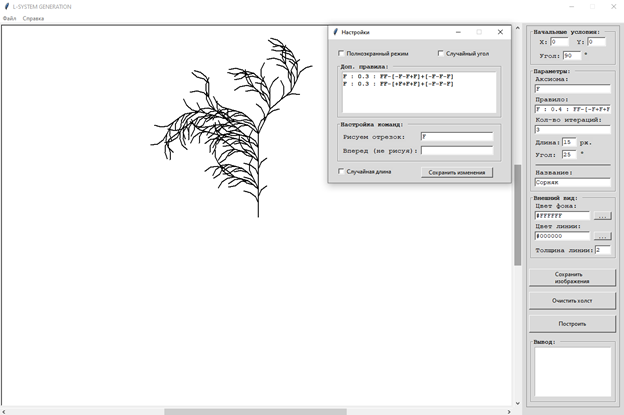 L-SYSTEM GENERATION
Файл Справка
Настройки
Полноэкранный режим
Случайный угол
Доп. правила:
F : 0.3 : FF-[-F-F+F]+[-F-F-F]
F : 0.3 : FF-[+F+F+F]+[-F-F-F]
Настройка команд:
Рисуем отрезок: F
Вперед (не рисуя):
Случайная длина
Сохранить изменения
Начальные условия:
X: 0 Y: 0
Угол: 90 °
Параметры:
Аксиома:
F
Правило:
F : 0.4 : FF-[-F+F
Кол-во итераций:
3
Длина: 15 px.
Угол: 25 °
Название:
Сорняк
Внешний вид:
Цвет фона:
#FFFFFF ...
Цвет линии:
#000000 ...
Толщина линии: 2
Сохранить
изображения
Очистить холст
Построить
Вывод: